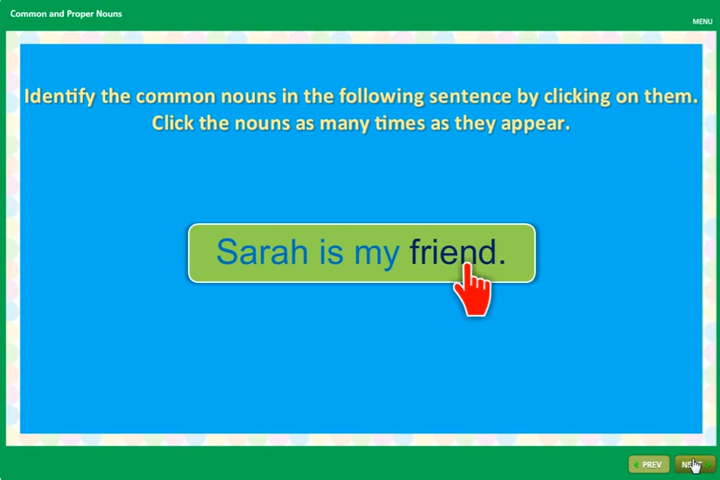 Common and Proper Nouns
MENU
Identify the common nouns in the following sentence by clicking on them.
Click the nouns as many times as they appear.
Sarah is my friend.
PREV